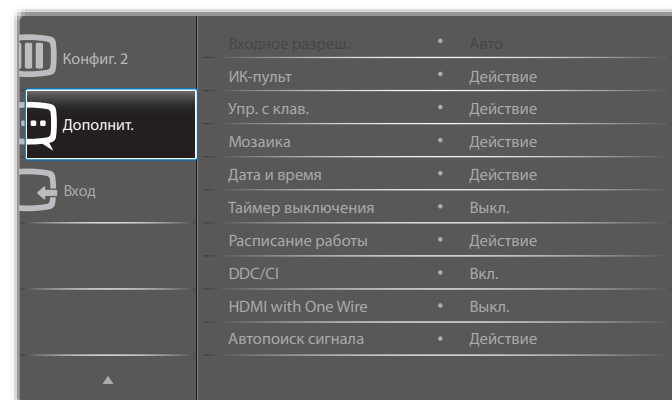 Конфиг. 2
Дополнит.
Вход
Входное разреш. • Авто
ИК-пульт • Действие
Упр. с клав. • Действие
Мозаика • Действие
Дата и время • Действие
Таймер выключения • Выкл.
Расписание работы • Действие
DDC/CI • Вкл.
HDMI with One Wire • Выкл.
Автопоиск сигнала • Действие